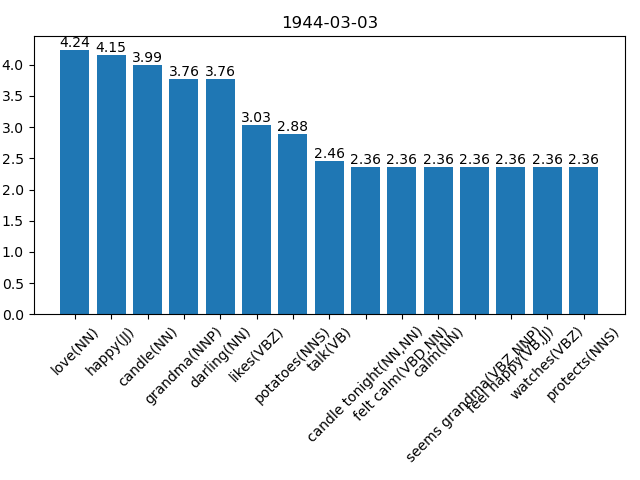 1944-03-03
4.24 4.15 3.99 3.76 3.76 3.03 2.88 2.46 2.36 2.36 2.36 2.36 2.36 2.36 2.36
4.0
3.5
3.0
2.5
2.0
1.5
1.0
0.5
0.0
love(NN)
happy(JJ)
candle(NN)
grandma(NNP)
darling(NN)
likes(VBZ)
potatoes(NNS)
talk(VB)
candle tonight(NN,NN)
felt calm(VBD,NN)
calm(NN)
seems grandma(VBZ,NNP)
feel happy(VB,JJ)
watches(VBZ)
protects(NNS)